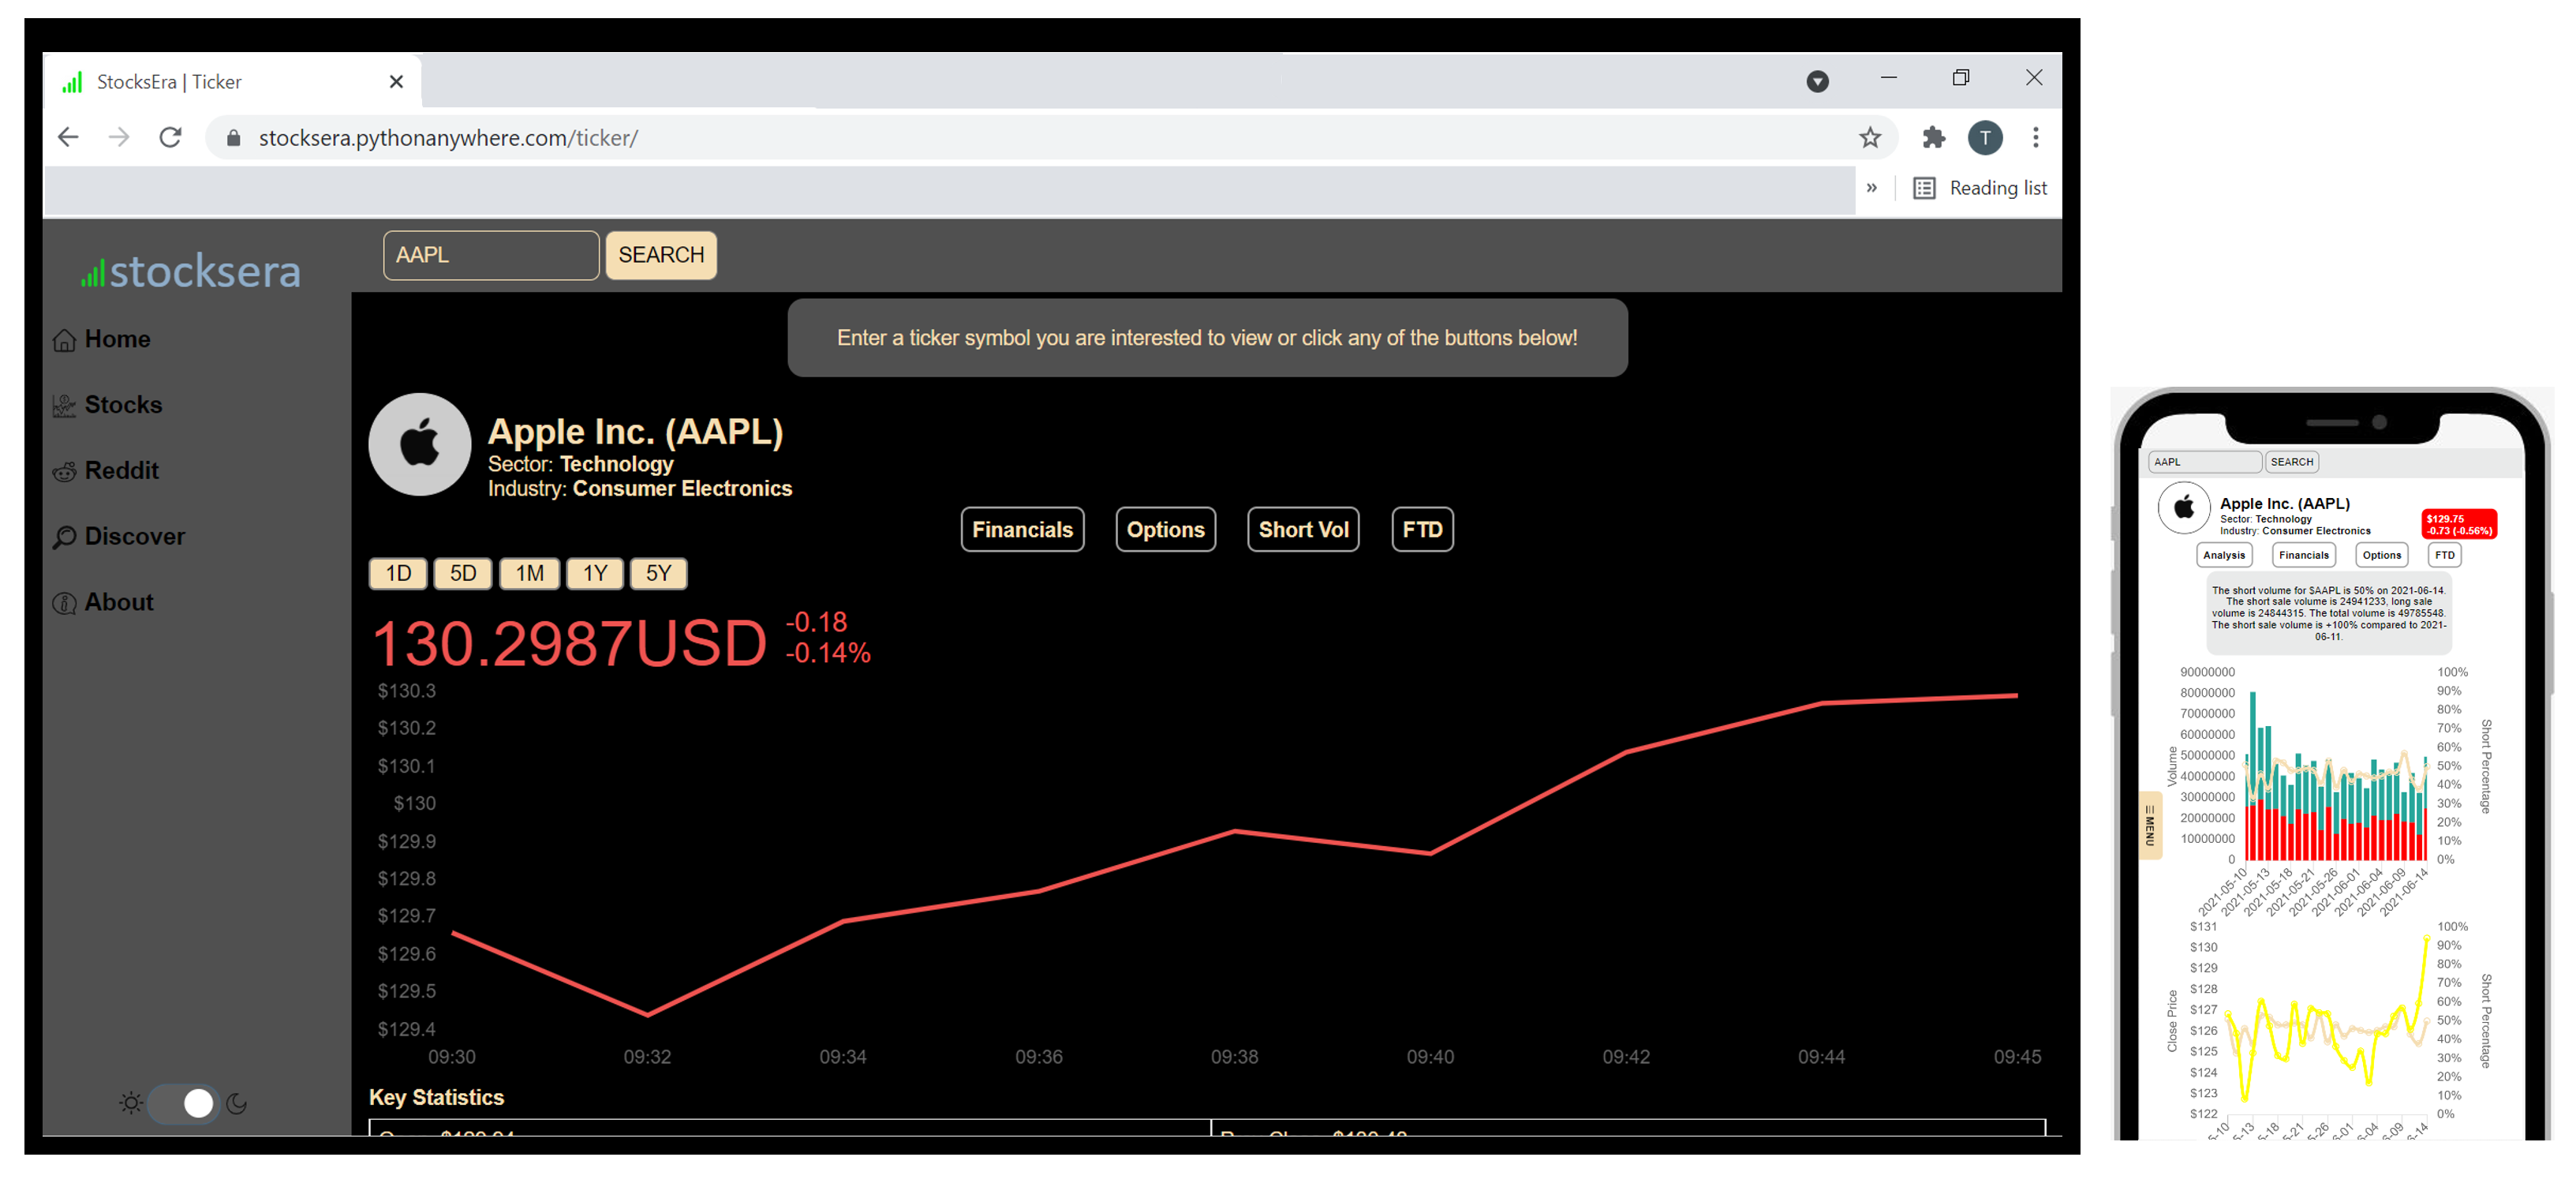 StocksEra | Ticker
stocksera.pythonanywhere.com/ticker/
T
» Reading list
stocksera
AAPL SEARCH
Home
Stocks
Reddit
Discover
About
Enter a ticker symbol you are interested to view or click any of the buttons below!
Apple Inc. (AAPL)
Sector: Technology
Industry: Consumer Electronics
Financials Options Short Vol FTD
1D 5D 1M 1Y 5Y
130.2987USD
-0.18
-0.14%
$130.3
$130.2
$130.1
$130
$129.9
$129.8
$129.7
$129.6
$129.5
$129.4
09:30 09:32 09:34 09:36 09:38 09:40 09:42 09:44 09:45
Key Statistics
AAPL SEARCH
Apple Inc. (AAPL)
Sector: Technology
Industry: Consumer Electronics
$129.75
-0.73 (-0.56%)
Analysis Financials Options FTD
The short volume for $AAPL is 50% on 2021-06-14.
The short sale volume is 24941233, long sale
volume is 24844315. The total volume is 49785548.
The short sale volume is +100% compared to 2021-
06-11.
MENU
Volume
90000000
80000000
70000000
60000000
50000000
40000000
30000000
20000000
10000000
0
100%
90%
80%
70%
60%
50%
40%
30%
20%
10%
0%
Short Percentage
2021-05-10 2021-05-13 2021-05-18 2021-05-21 2021-05-26 2021-06-01 2021-06-04 2021-06-09 2021-06-14
Close Price
$131
$130
$129
$128
$127
$126
$125
$124
$123
$122
100%
90%
80%
70%
60%
50%
40%
30%
20%
10%
0%
Short Percentage
5-10 5-13 5-18 5-21 5-26 6-01 6-04 6-09 6-14